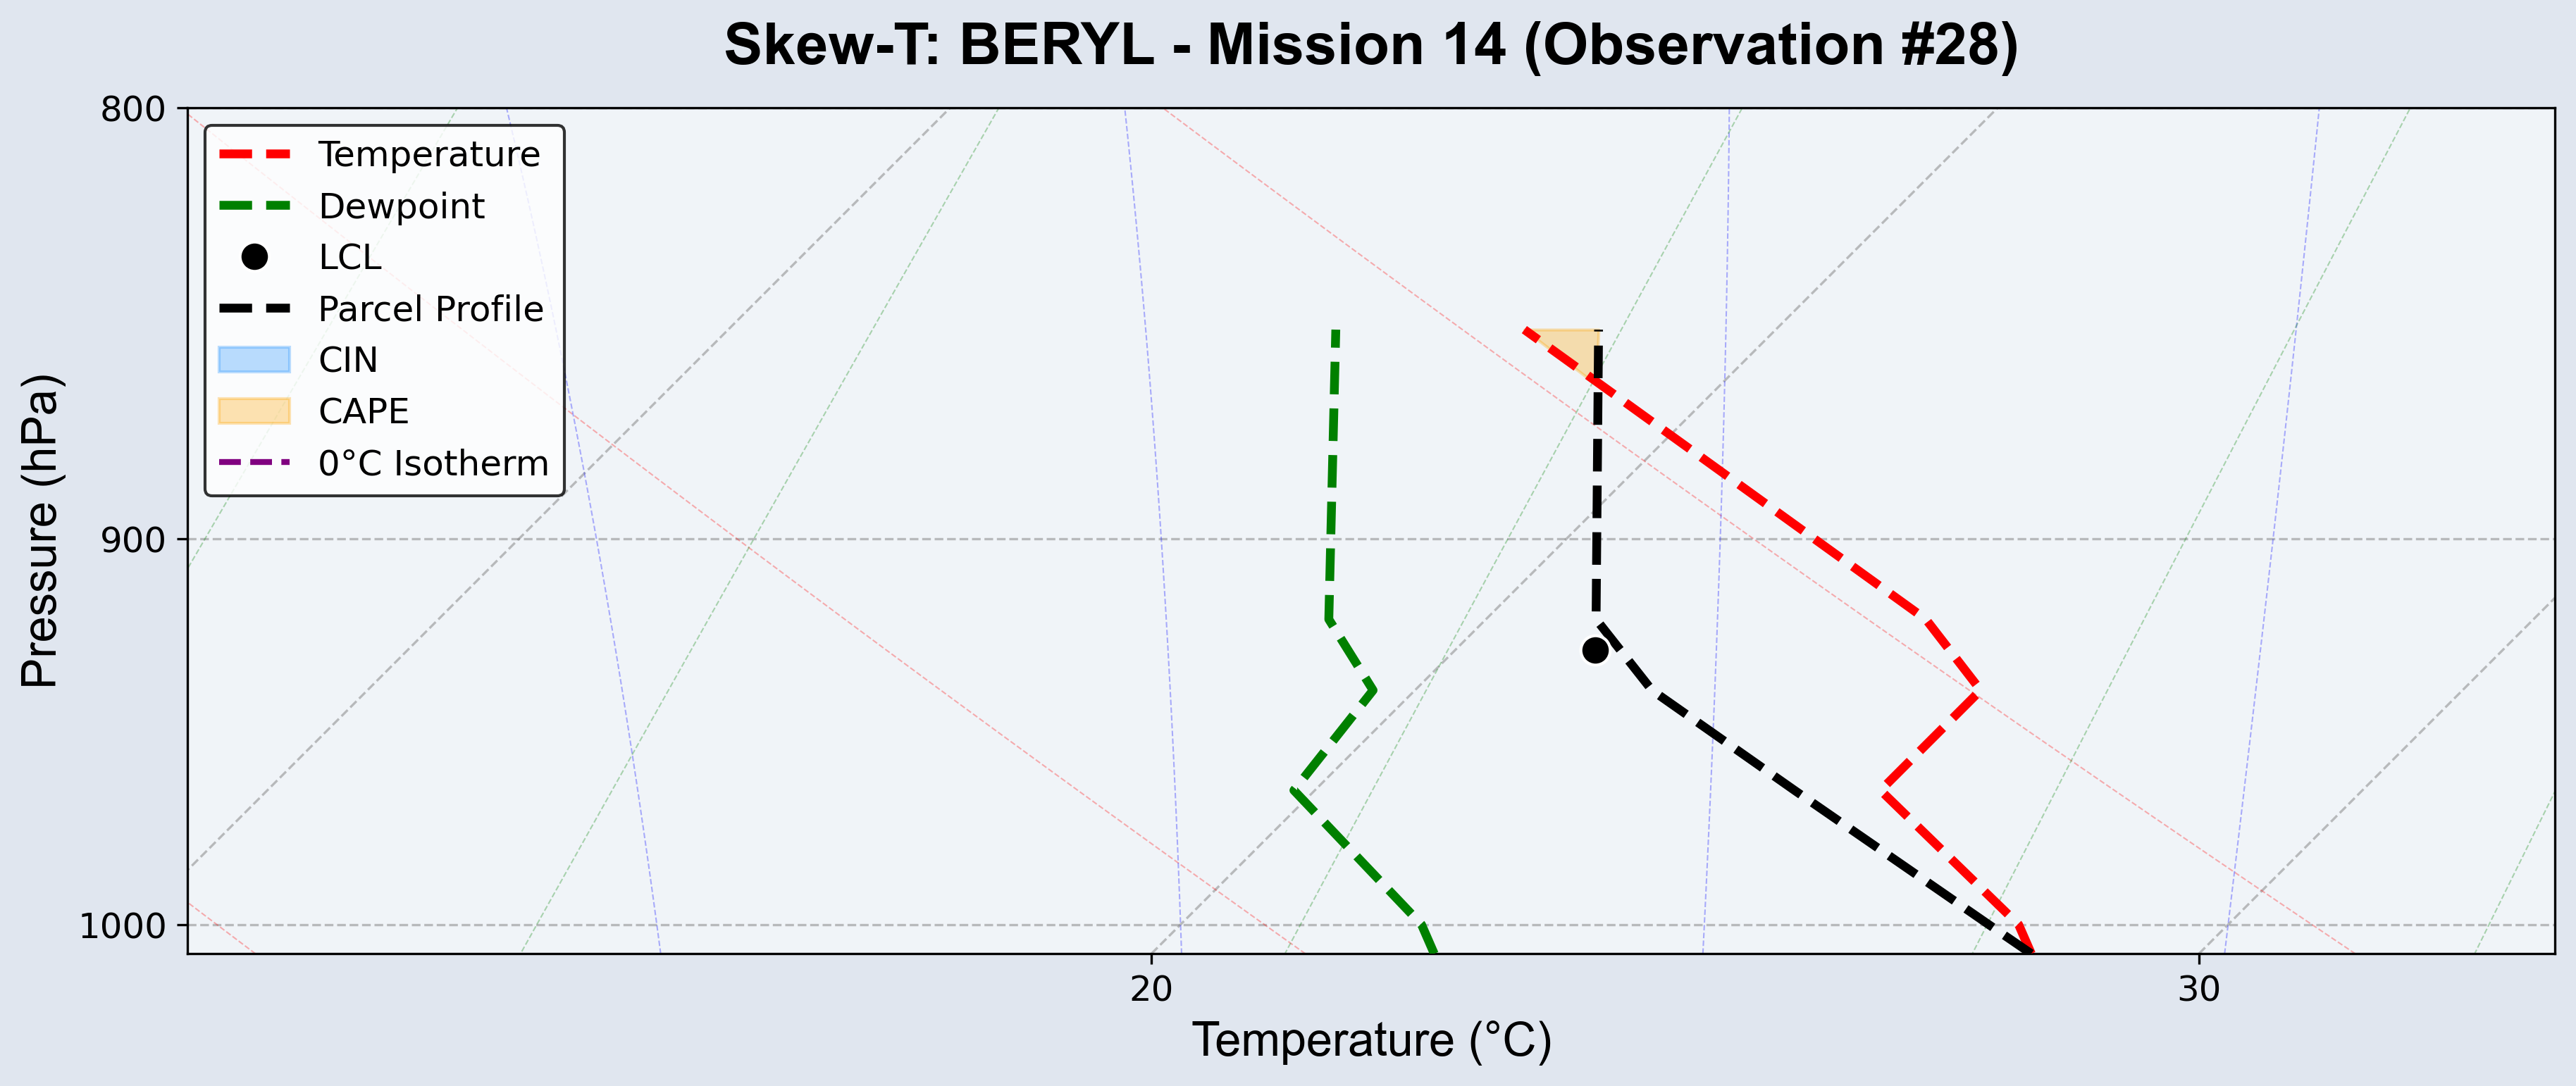 Skew-T: BERYL - Mission 14 (Observation #28)
800
900
1000
Pressure (hPa)
Temperature
Dewpoint
LCL
Parcel Profile
CIN
CAPE
0°C Isotherm
20
30
Temperature (°C)